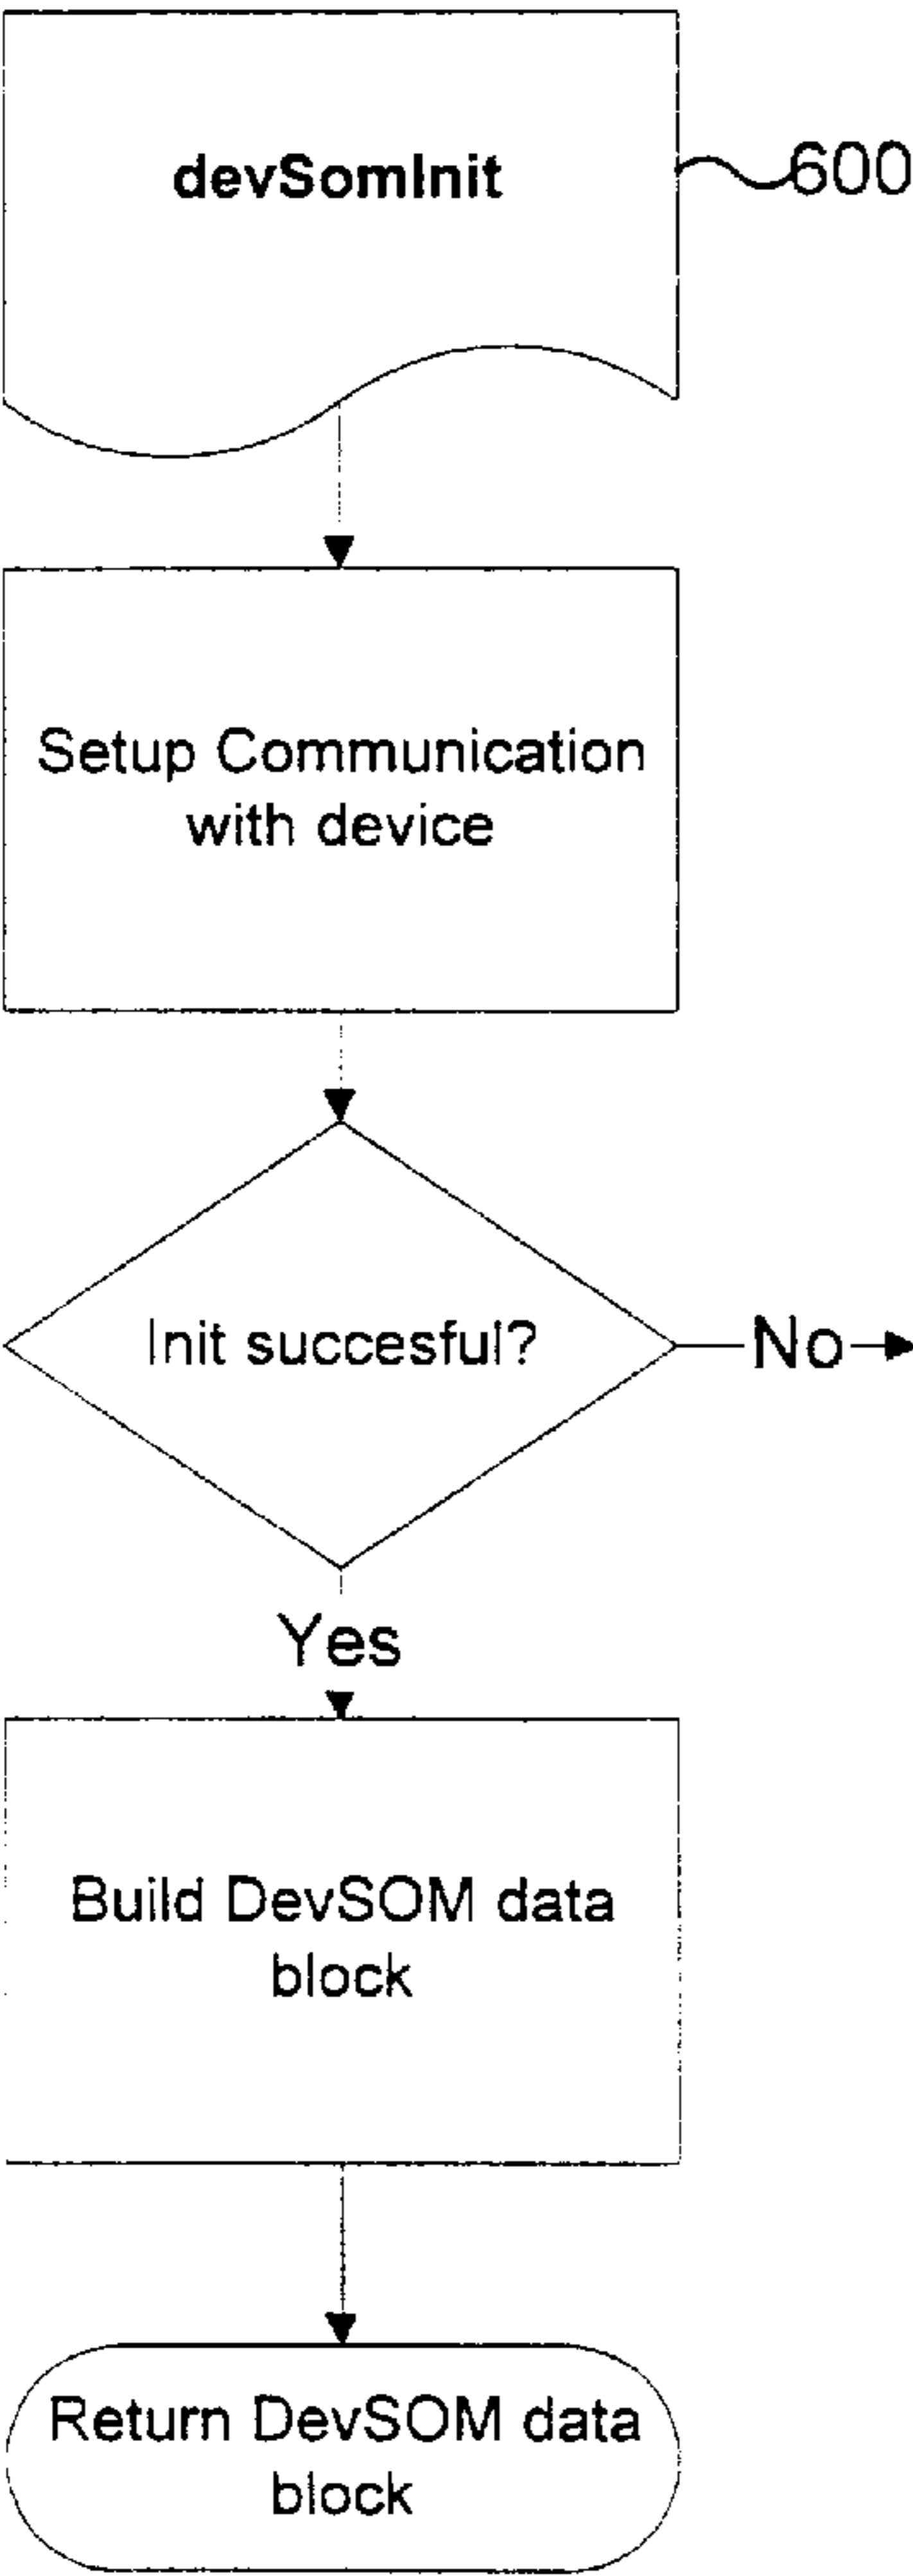 devSomInit
600
Setup Communication
with device
Init succesful?
No
Yes
Build DevSOM data
block
Return DevSOM data
block